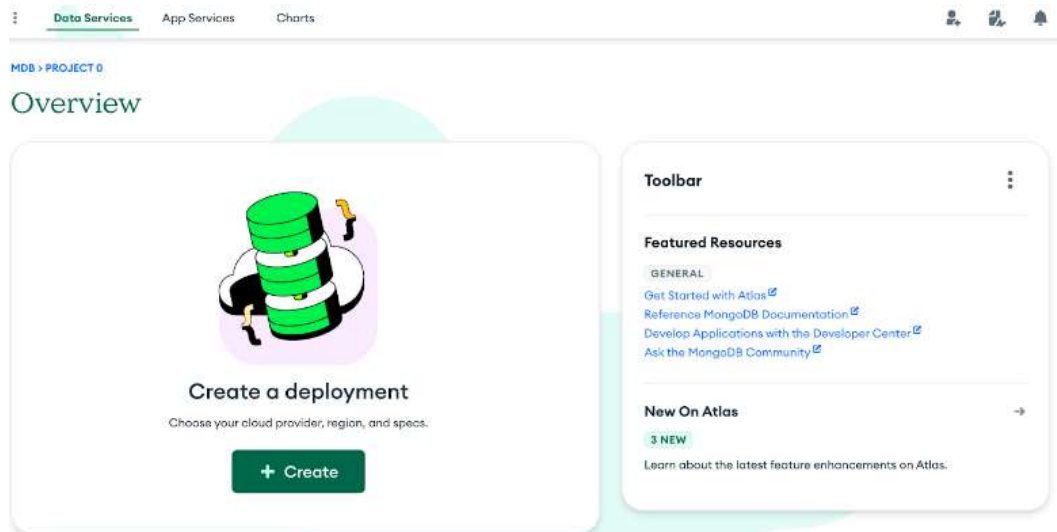 Data Services App Services Charts
MDB > PROJECT 0
Overview
Create a deployment
Choose your cloud provider, region, and specs.
+ Create
Toolbar
Featured Resources
GENERAL
Get Started with Atlas
Reference MongoDB Documentation
Develop Applications with the Developer Center
Ask the MongoDB Community
New On Atlas
3 NEW
Learn about the latest feature enhancements on Atlas.